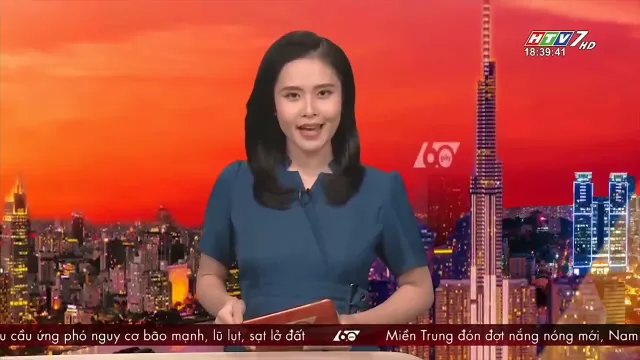 HTV7 HD
18:39:41
60 giây
u cầu ứng phó nguy cơ bão mạnh, lũ lụt, sạt lở đất 60 Miền Trung đón đợt nắng nóng mới, Nam